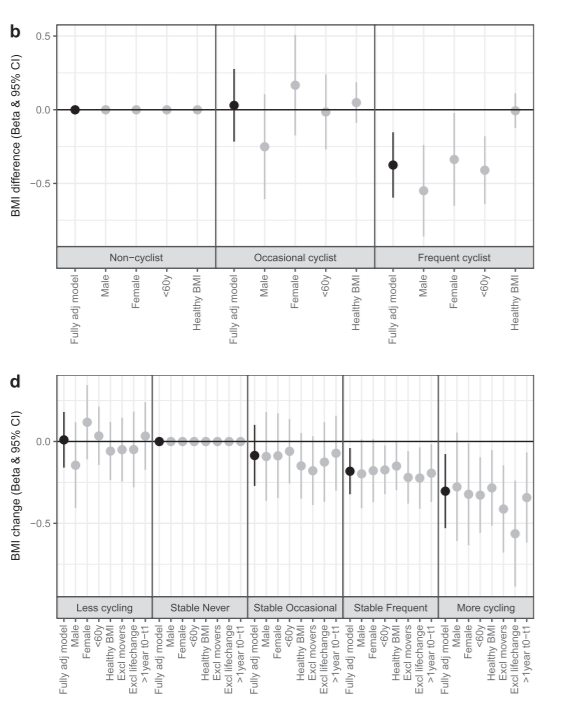 b
BMI difference (Beta & 95% CI)
0.5
0.0
−0.5
Non−cyclist
Occasional cyclist
Frequent cyclist
Fully adj model
Male
Female
<60y
Healthy BMI
Fully adj model
Male
Female
<60y
Healthy BMI
Fully adj model
Male
Female
<60y
Healthy BMI
d
BMI change (Beta & 95% CI)
0.0
−0.5
Less cycling
Stable Never
Stable Occasional
Stable Frequent
More cycling
Fully adj model
Male
Female
<60y
Healthy BMI
Excl movers
Excl lifechange
>1year t0−t1
Fully adj model
Male
Female
<60y
Healthy BMI
Excl movers
Excl lifechange
>1year t0−t1
Fully adj model
Male
Female
<60y
Healthy BMI
Excl movers
Excl lifechange
>1year t0−t1
Fully adj model
Male
Female
<60y
Healthy BMI
Excl movers
Excl lifechange
>1year t0−t1
Fully adj model
Male
Female
<60y
Healthy BMI
Excl movers
Excl lifechange
>1year t0−t1